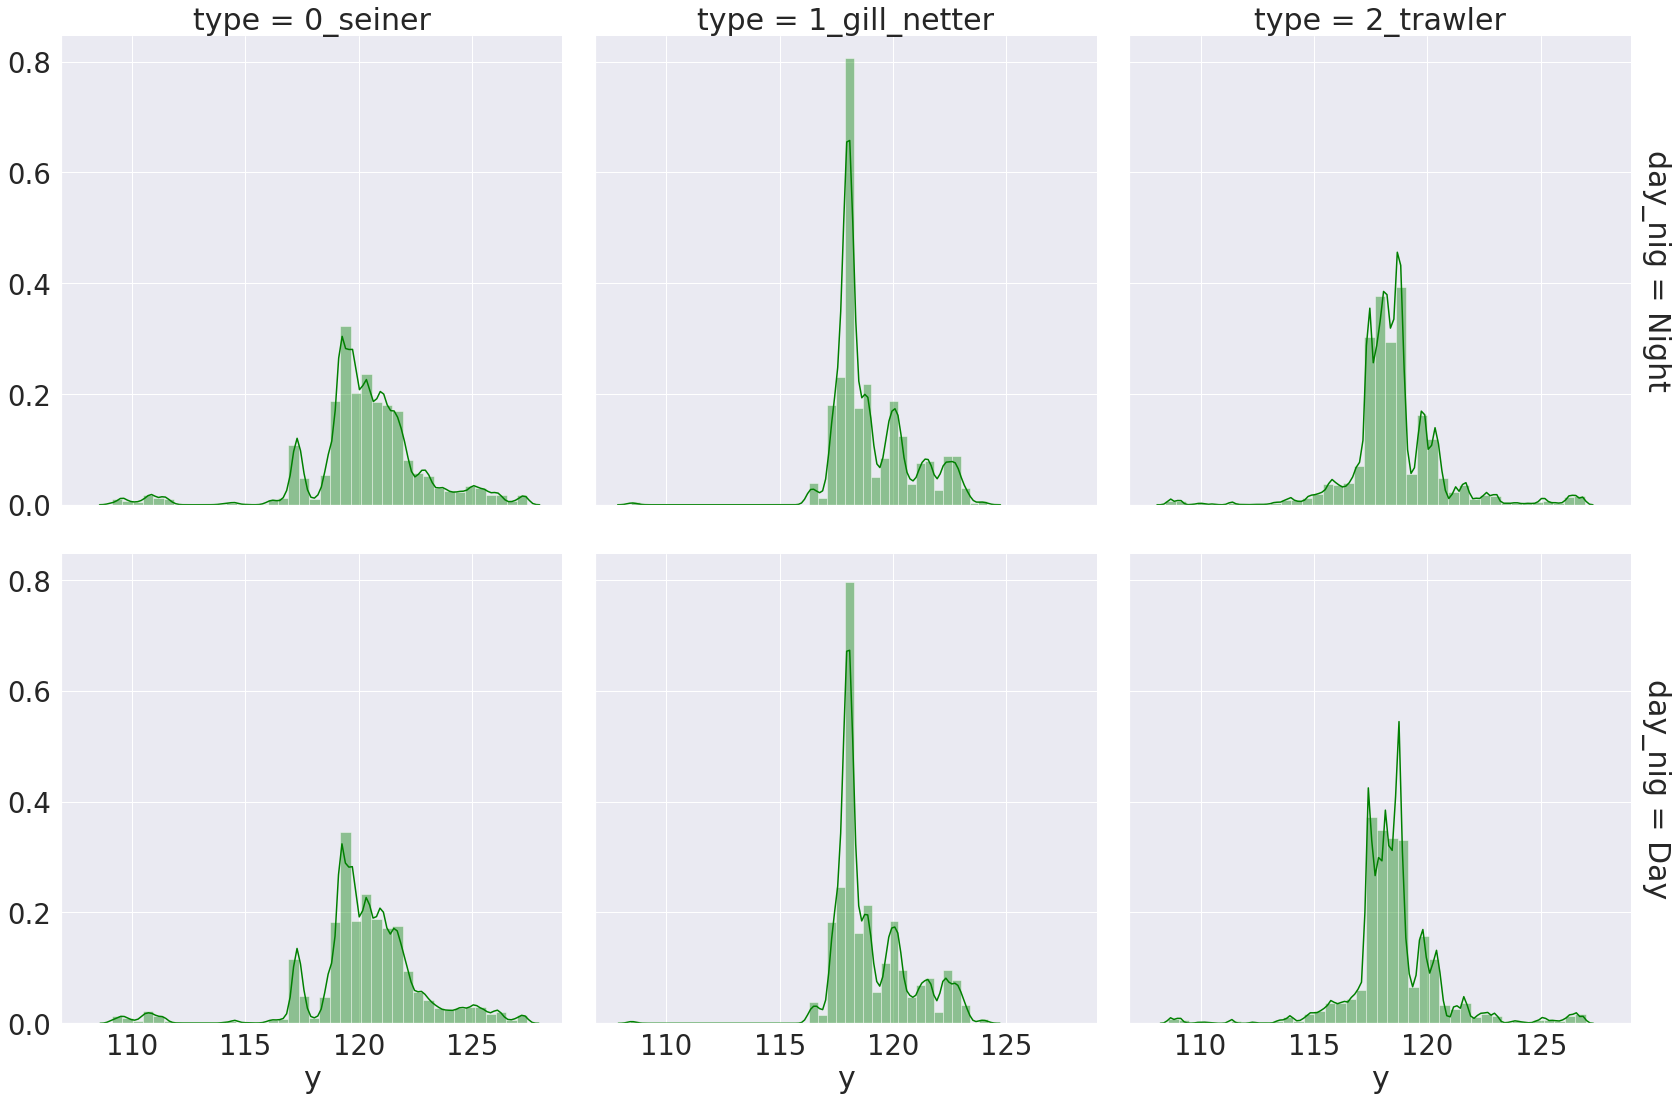 type = 0_seiner
type = 1_gill_netter
type = 2_trawler
0.8
0.6
0.4
0.2
0.0
day_nig = Night
0.8
0.6
0.4
0.2
0.0
day_nig = Day
110 115 120 125
110 115 120 125
110 115 120 125
y
y
y